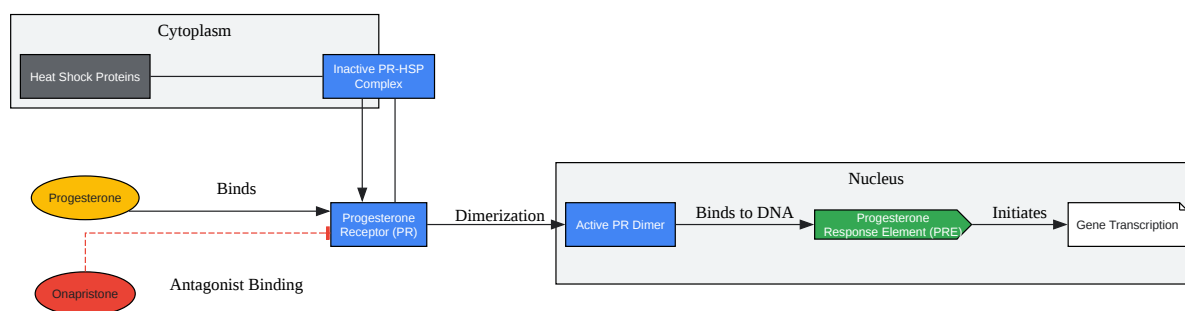 Cytoplasm
Heat Shock Proteins
Inactive PR-HSP
Complex
Nucleus
Progesterone
Binds
Progesterone
Receptor (PR)
Dimerization
Active PR Dimer
Binds to DNA
Progesterone
Response Element (PRE)
Initiates
Gene Transcription
Onapristone
Antagonist Binding